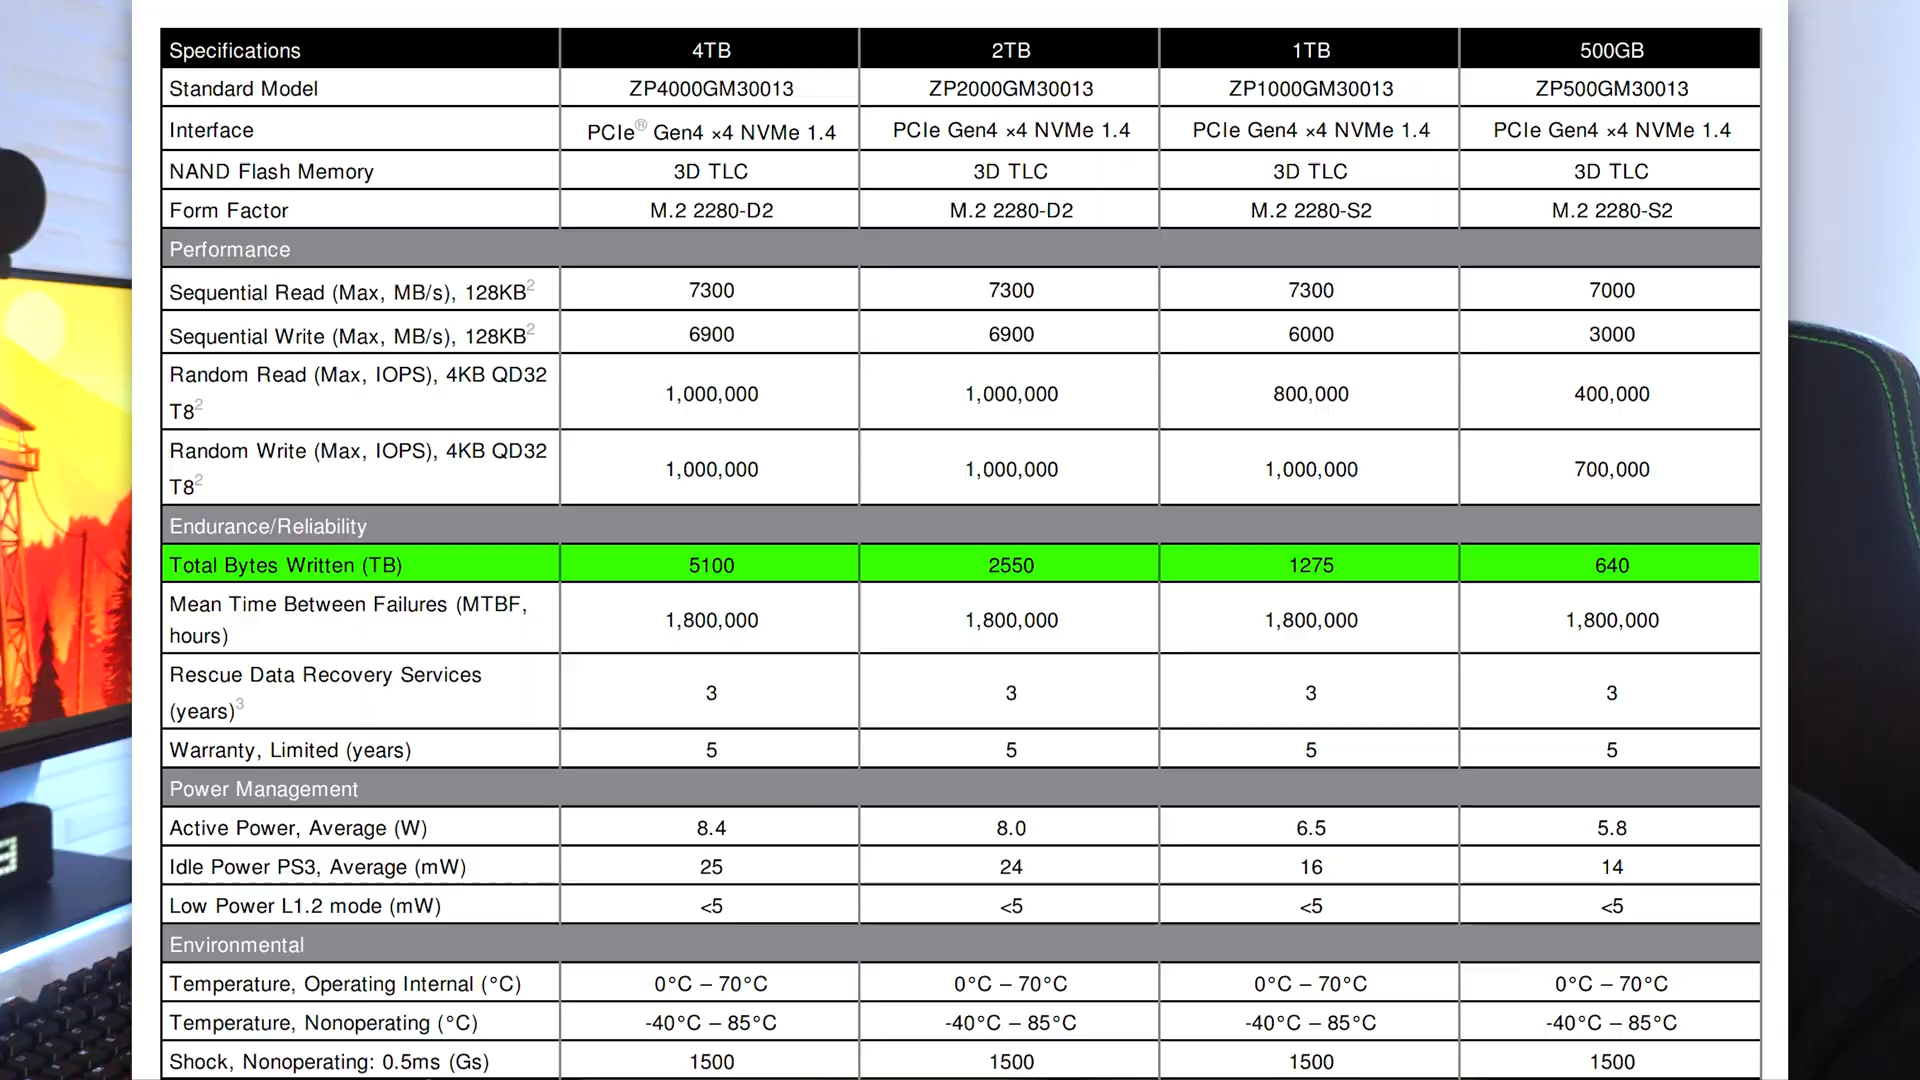 Specifications 4TB 2TB 1TB 500GB
Standard Model ZP4000GM30013 ZP2000GM30013 ZP1000GM30013 ZP500GM30013
Interface PCIe® Gen4 ×4 NVMe 1.4 PCIe Gen4 ×4 NVMe 1.4 PCIe Gen4 ×4 NVMe 1.4 PCIe Gen4 ×4 NVMe 1.4
NAND Flash Memory 3D TLC 3D TLC 3D TLC 3D TLC
Form Factor M.2 2280-D2 M.2 2280-D2 M.2 2280-S2 M.2 2280-S2
Performance
Sequential Read (Max, MB/s), 128KB² 7300 7300 7300 7000
Sequential Write (Max, MB/s), 128KB² 6900 6900 6000 3000
Random Read (Max, IOPS), 4KB QD32
T8² 1,000,000 1,000,000 800,000 400,000
Random Write (Max, IOPS), 4KB QD32
T8² 1,000,000 1,000,000 1,000,000 700,000
Endurance/Reliability
Total Bytes Written (TB) 5100 2550 1275 640
Mean Time Between Failures (MTBF,
hours) 1,800,000 1,800,000 1,800,000 1,800,000
Rescue Data Recovery Services
(years)³ 3 3 3 3
Warranty, Limited (years) 5 5 5 5
Power Management
Active Power, Average (W) 8.4 8.0 6.5 5.8
Idle Power PS3, Average (mW) 25 24 16 14
Low Power L1.2 mode (mW) <5 <5 <5 <5
Environmental
Temperature, Operating Internal (°C) 0°C – 70°C 0°C – 70°C 0°C – 70°C 0°C – 70°C
Temperature, Nonoperating (°C) -40°C – 85°C -40°C – 85°C -40°C – 85°C -40°C – 85°C
Shock, Nonoperating: 0.5ms (Gs) 1500 1500 1500 1500